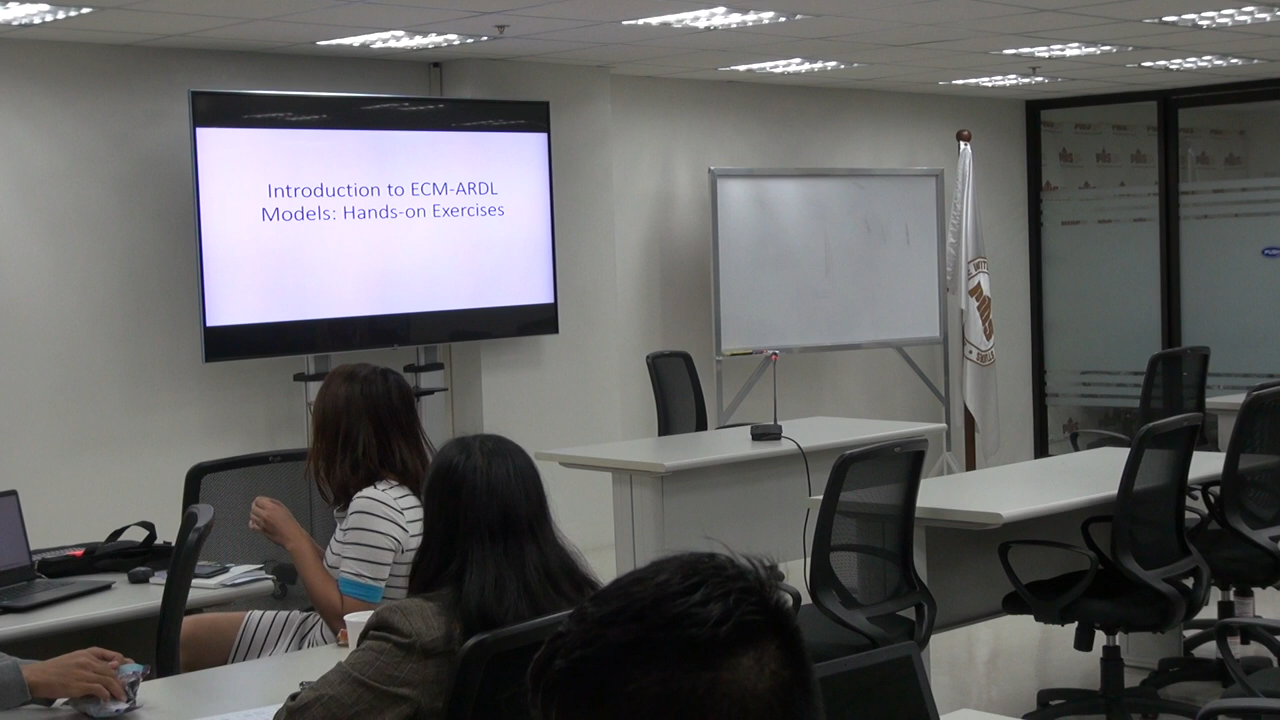 Introduction to ECM-ARDL
Models: Hands-on Exercises